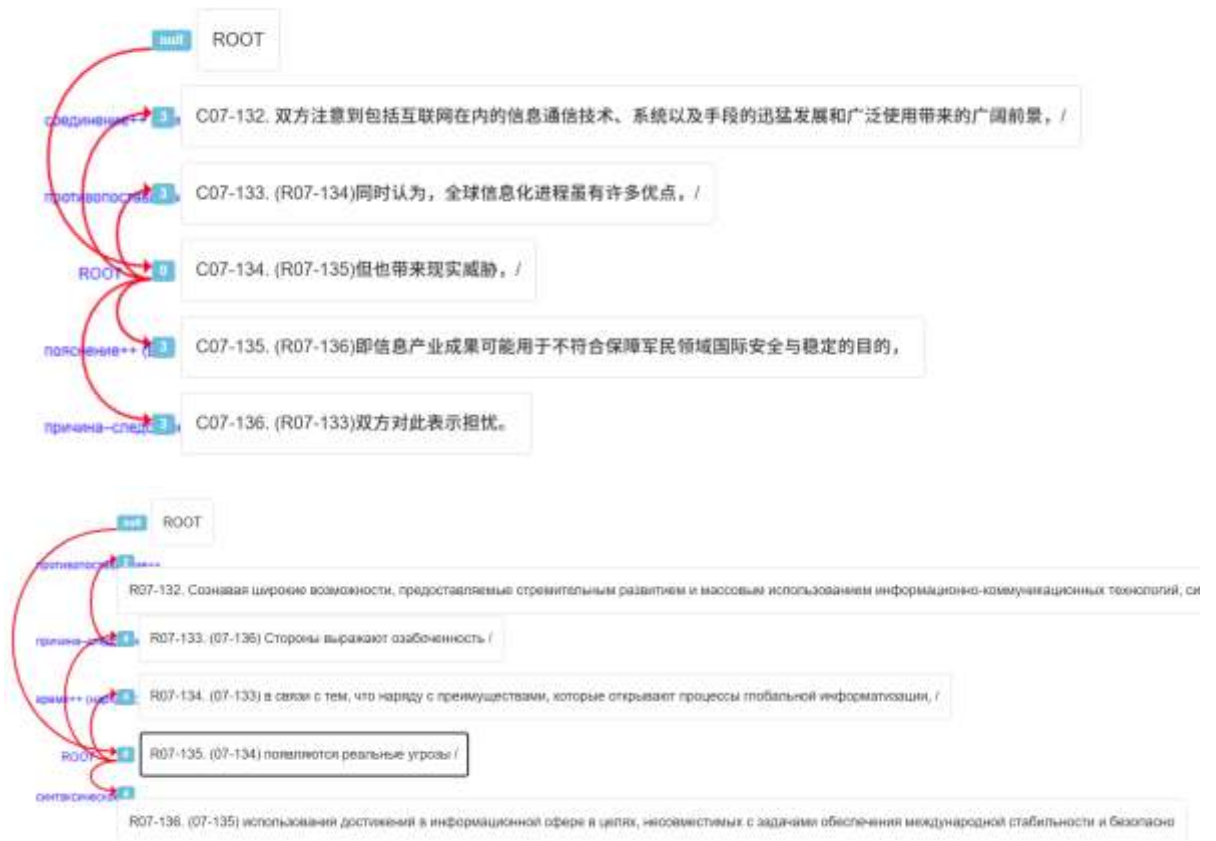 null ROOT
3 C07-132. 双方注意到包括互联网在内的信息通信技术、系统以及手段的迅猛发展和广泛使用带来的广阔前景，/
3 C07-133. (R07-134)同时认为，全球信息化进程虽有许多优点，/
ROOT 0 C07-134. (R07-135)但也带来现实威胁，/
3 C07-135. (R07-136)即信息产业成果可能用于不符合保障军民领域国际安全与稳定的目的，
3 C07-136. (R07-133)双方对此表示担忧。
null ROOT
R07-132. Сознавая широкие возможности, предоставляемые стремительным развитием и массовым использованием информационно-коммуникационных технологий, си
R07-133. (07-136) Стороны выражают озабоченность /
R07-134. (07-133) в связи с тем, что наряду с преимуществами, которые открывают процессы глобальной информатизации, /
ROOT R07-135. (07-134) появляются реальные угрозы /
R07-136. (07-135) использования достижений в информационной сфере в целях, несовместимых с задачами обеспечения международной стабильности и безопасно